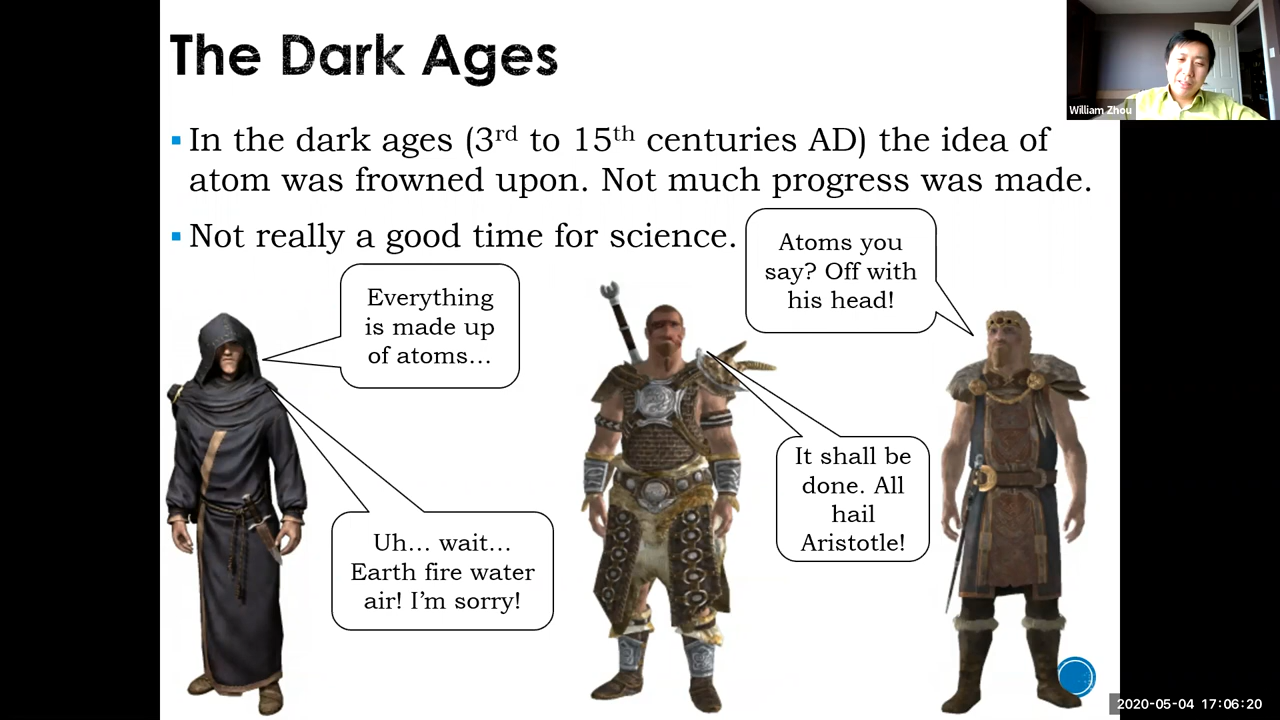 The Dark Ages
William Zhou
In the dark ages (3rd to 15th centuries AD) the idea of
atom was frowned upon. Not much progress was made.
Not really a good time for science.
Everything
is made up
of atoms...
Atoms you
say? Off with
his head!
It shall be
done. All
hail
Aristotle!
Uh... wait...
Earth fire water
air! I'm sorry!
2020-05-04 17:06:20